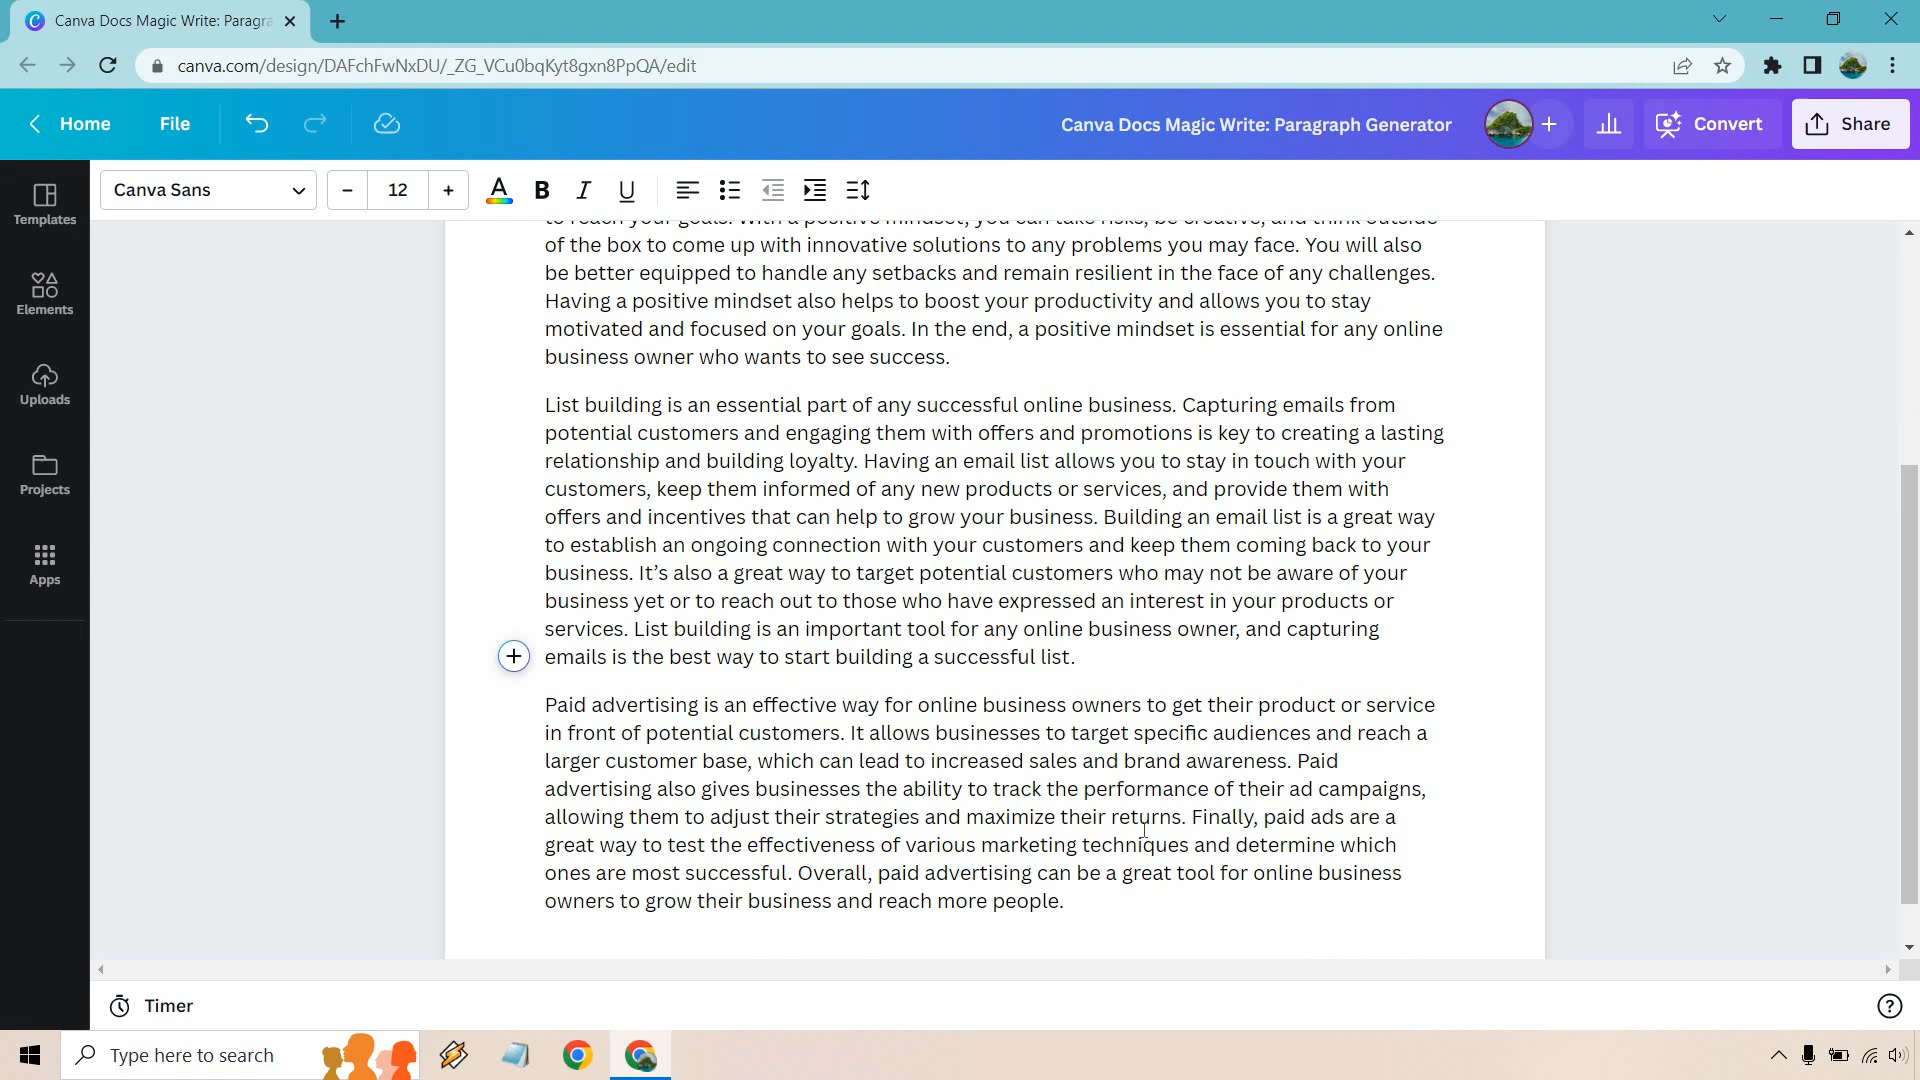 Canva Docs Magic Write: Paragra
canva.com/design/DAFchFwNxDU/_ZG_VCu0bqKyt8gxn8PpQA/edit
Home
File
Canva Docs Magic Write: Paragraph Generator
Convert
Share
Canva Sans
12
A
B
I
U
Templates
Elements
Uploads
Projects
Apps
to reach your goals. With a positive mindset, you can take risks, be creative, and think outside
of the box to come up with innovative solutions to any problems you may face. You will also
be better equipped to handle any setbacks and remain resilient in the face of any challenges.
Having a positive mindset also helps to boost your productivity and allows you to stay
motivated and focused on your goals. In the end, a positive mindset is essential for any online
business owner who wants to see success.
List building is an essential part of any successful online business. Capturing emails from
potential customers and engaging them with offers and promotions is key to creating a lasting
relationship and building loyalty. Having an email list allows you to stay in touch with your
customers, keep them informed of any new products or services, and provide them with
offers and incentives that can help to grow your business. Building an email list is a great way
to establish an ongoing connection with your customers and keep them coming back to your
business. It’s also a great way to target potential customers who may not be aware of your
business yet or to reach out to those who have expressed an interest in your products or
services. List building is an important tool for any online business owner, and capturing
emails is the best way to start building a successful list.
Paid advertising is an effective way for online business owners to get their product or service
in front of potential customers. It allows businesses to target specific audiences and reach a
larger customer base, which can lead to increased sales and brand awareness. Paid
advertising also gives businesses the ability to track the performance of their ad campaigns,
allowing them to adjust their strategies and maximize their returns. Finally, paid ads are a
great way to test the effectiveness of various marketing techniques and determine which
ones are most successful. Overall, paid advertising can be a great tool for online business
owners to grow their business and reach more people.
Timer
Type here to search